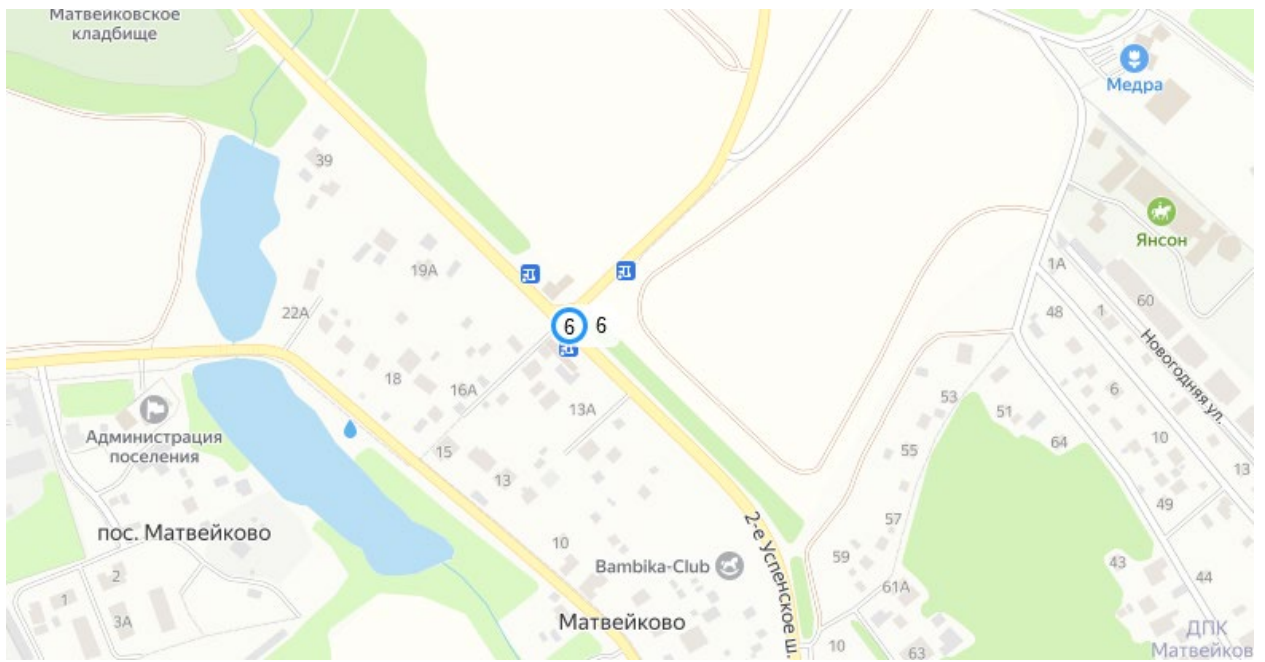 Матвейковское
кладбище
Медра
39
Янсон
19А
1А
60
22А
48
1
6 6
Новогодняя ул.
18
16А
6
53
13А
51
Администрация
поселения
10
64
55
15
13
13
49
57
2-е Успенское ш.
пос. Матвейково
10
59
Bambika-Club
43
2
44
61А
1
3А
Матвейково
ДПК
10
63
Матвейков